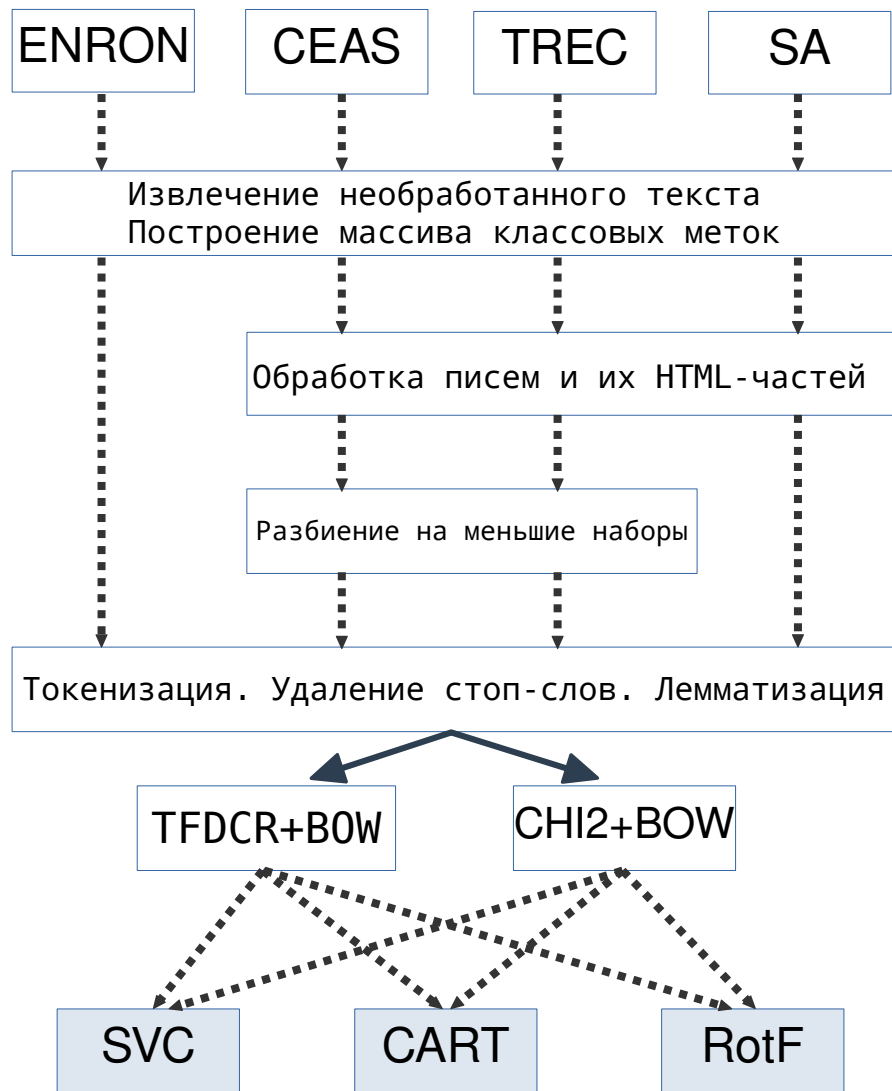 ENRON
CEAS
TREC
SA
Извлечение необработанного текста
Построение массива классовых меток
Обработка писем и их HTML-частей
Разбиение на меньшие наборы
Токенизация. Удаление стоп-слов. Лемматизация
TFDCR+BOW
CHI2+BOW
SVC
CART
RotF